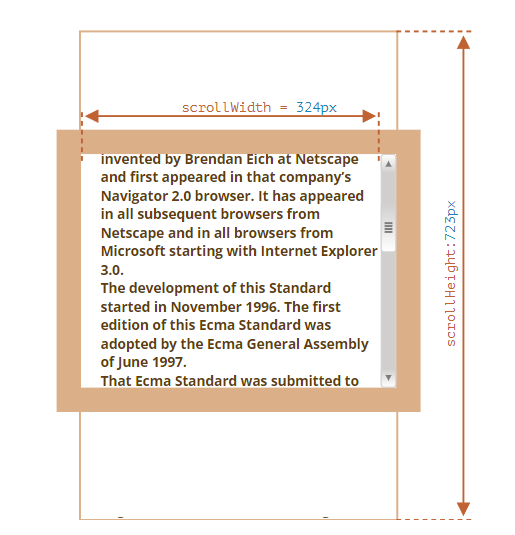 scrollWidth = 324px
invented by Brendan Eich at Netscape
and first appeared in that company's
Navigator 2.0 browser. It has appeared
in all subsequent browsers from
Netscape and in all browsers from
Microsoft starting with Internet Explorer
3.0.
The development of this Standard
started in November 1996. The first
edition of this Ecma Standard was
adopted by the Ecma General Assembly
of June 1997.
That Ecma Standard was submitted to
scrollHeight:723px